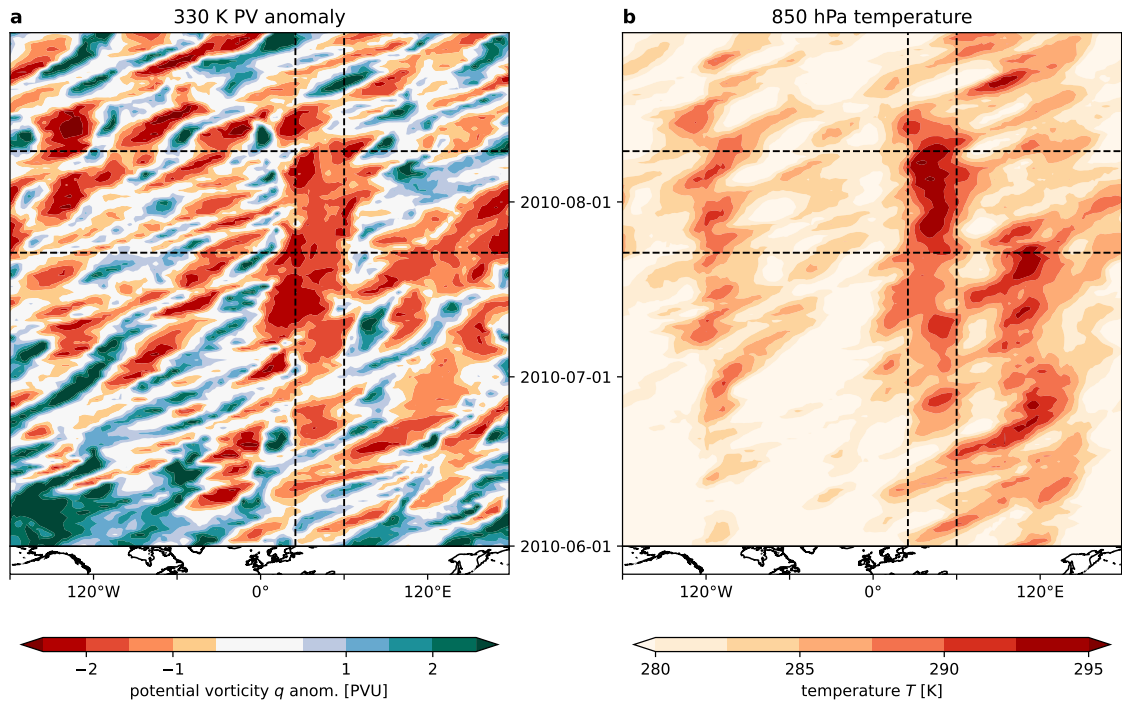 a
330 K PV anomaly
b
850 hPa temperature
2010-08-01
2010-07-01
2010-06-01
120°W
0°
120°E
120°W
0°
120°E
−2
−1
1
2
280
285
290
295
potential vorticity q anom. [PVU]
temperature T [K]